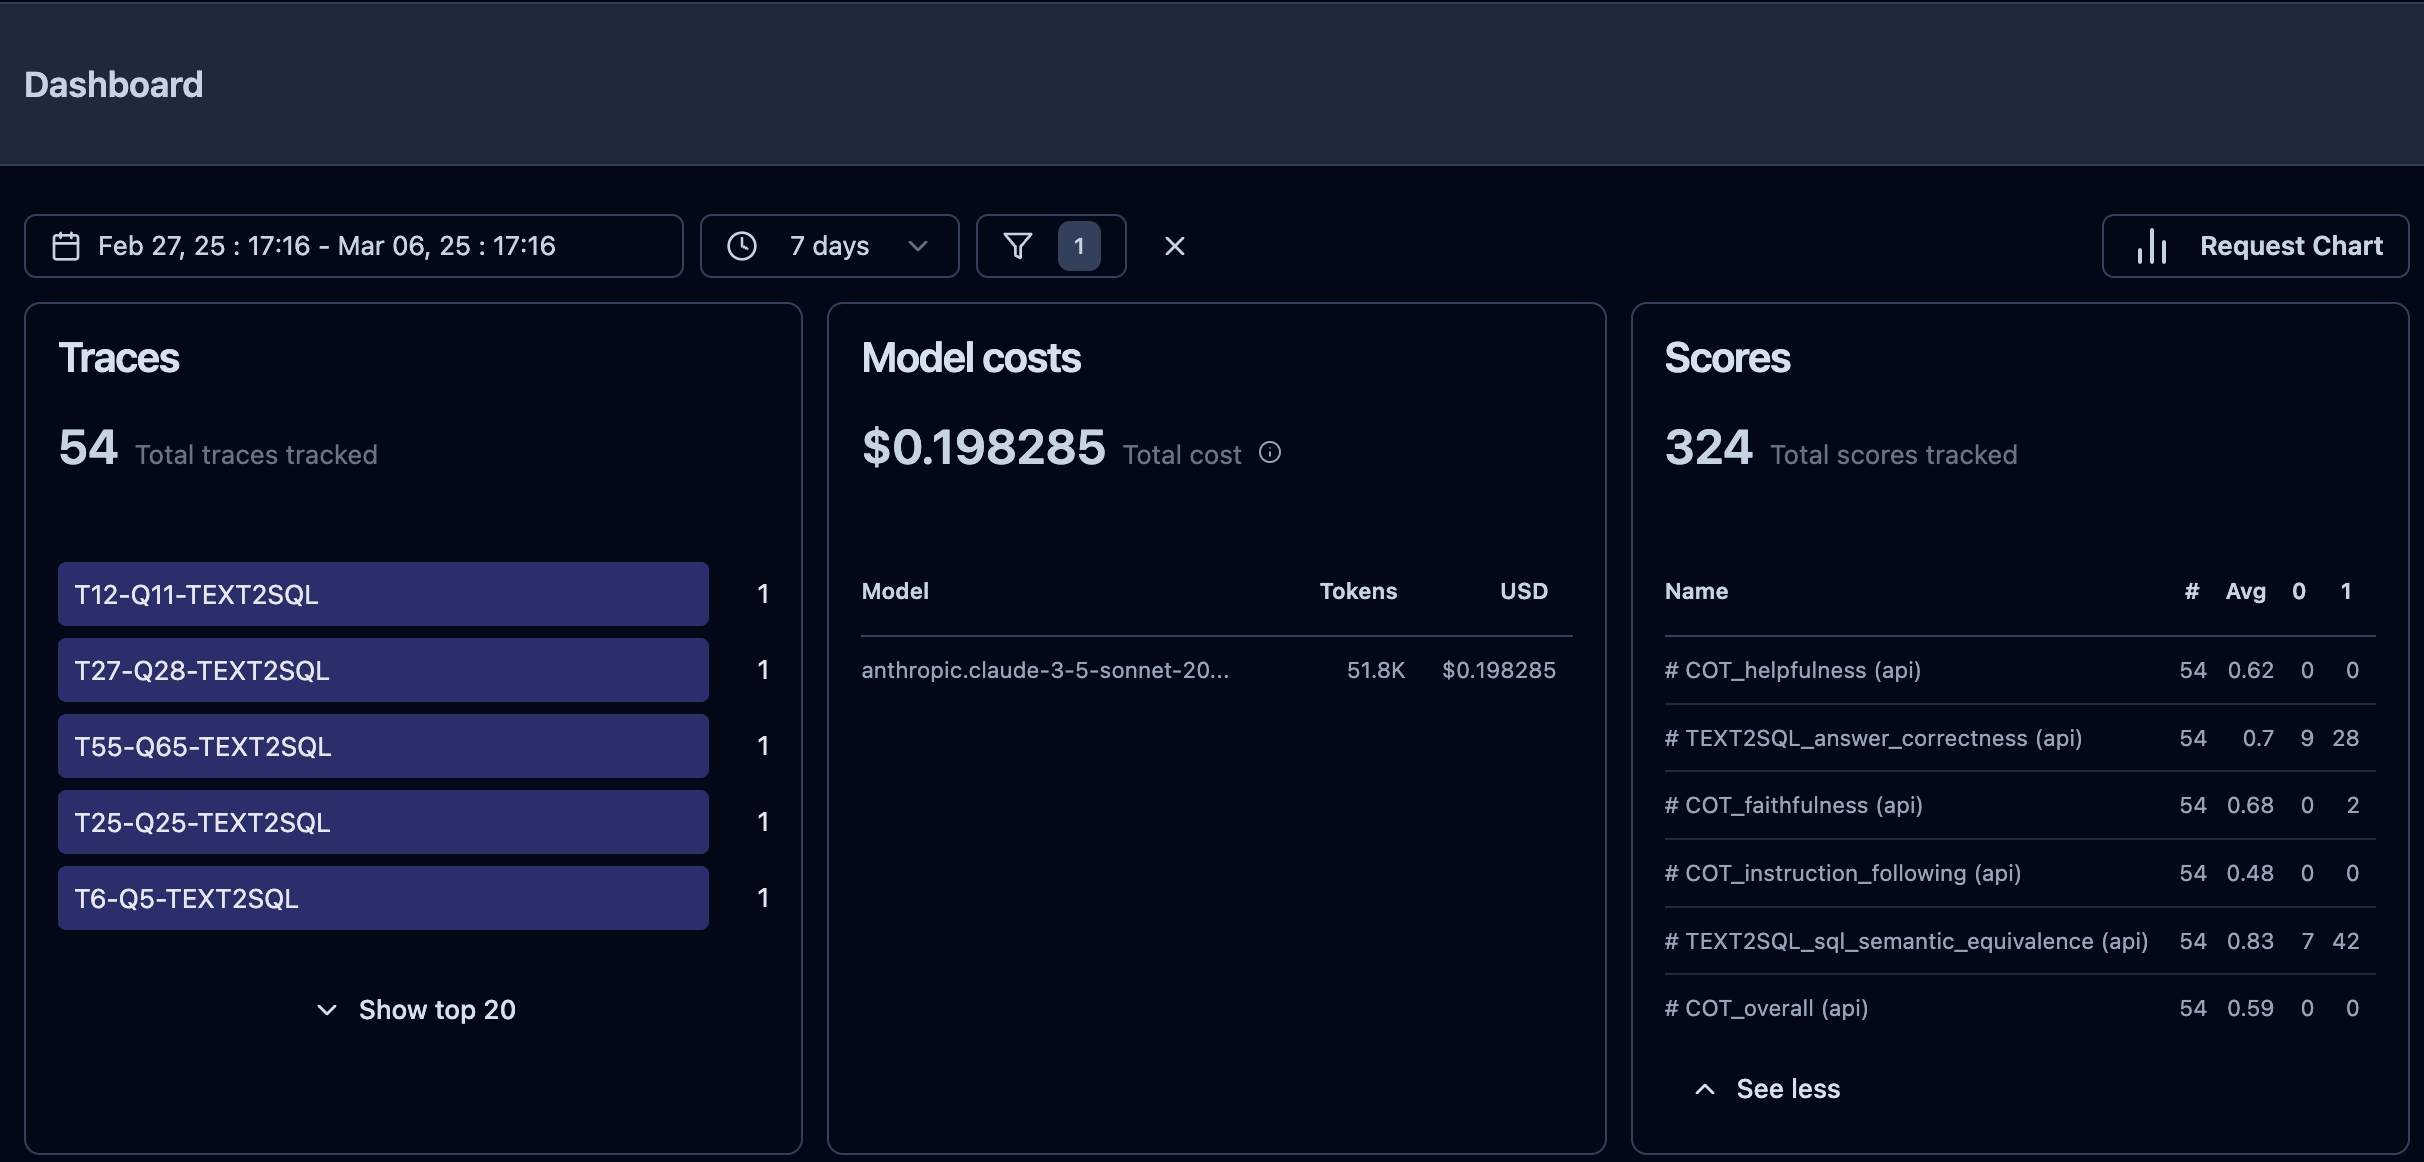 Dashboard
Feb 27, 25 : 17:16 - Mar 06, 25 : 17:16
7 days
1
Request Chart
Traces
54 Total traces tracked
T12-Q11-TEXT2SQL 1
T27-Q28-TEXT2SQL 1
T55-Q65-TEXT2SQL 1
T25-Q25-TEXT2SQL 1
T6-Q5-TEXT2SQL 1
Show top 20
Model costs
$0.198285 Total cost
Model Tokens USD
anthropic.claude-3-5-sonnet-20... 51.8K $0.198285
Scores
324 Total scores tracked
Name # Avg 0 1
# COT_helpfulness (api) 54 0.62 0 0
# TEXT2SQL_answer_correctness (api) 54 0.7 9 28
# COT_faithfulness (api) 54 0.68 0 2
# COT_instruction_following (api) 54 0.48 0 0
# TEXT2SQL_sql_semantic_equivalence (api) 54 0.83 7 42
# COT_overall (api) 54 0.59 0 0
See less